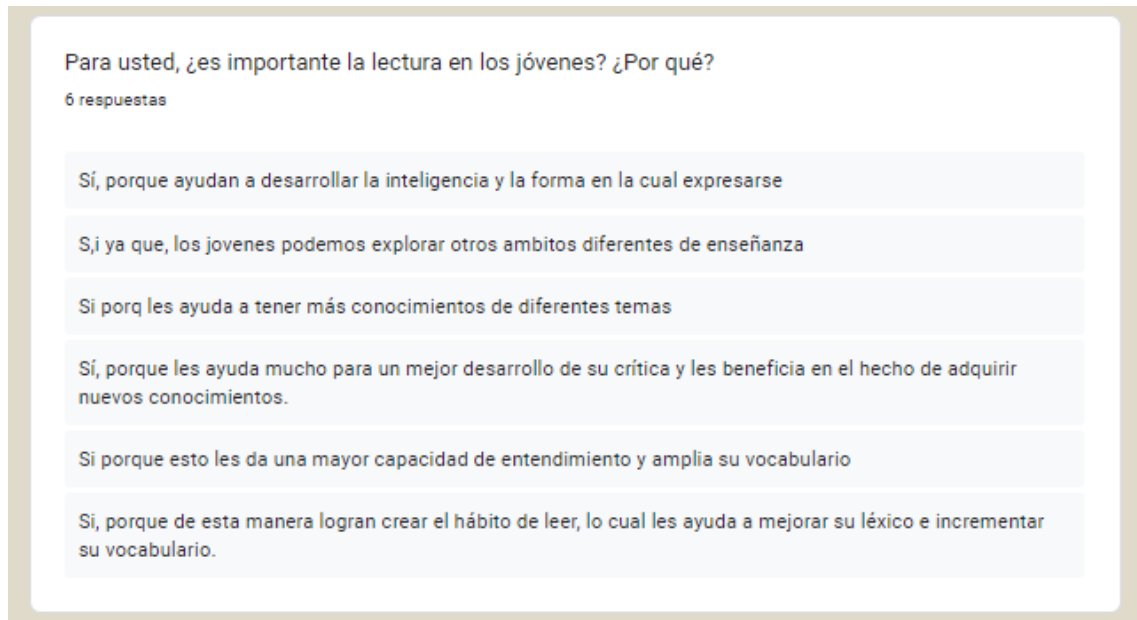 Para usted, ¿es importante la lectura en los jóvenes? ¿Por qué?
6 respuestas
Sí, porque ayudan a desarrollar la inteligencia y la forma en la cual expresarse
S,i ya que, los jovenes podemos explorar otros ambitos diferentes de enseñanza
Si porq les ayuda a tener más conocimientos de diferentes temas
Sí, porque les ayuda mucho para un mejor desarrollo de su crítica y les beneficia en el hecho de adquirir
nuevos conocimientos.
Si porque esto les da una mayor capacidad de entendimiento y amplia su vocabulario
Si, porque de esta manera logran crear el hábito de leer, lo cual les ayuda a mejorar su léxico e incrementar
su vocabulario.